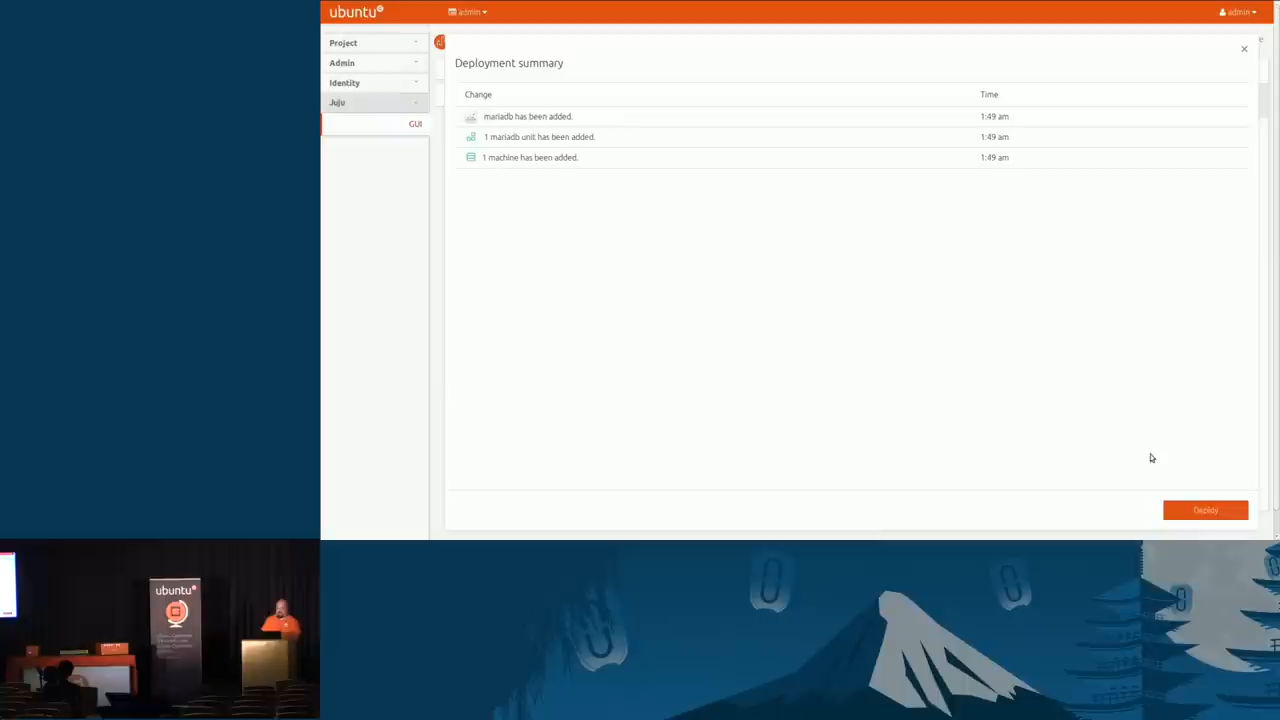 ubuntu
admin
admin
Project
Admin
Identity
Juju
GUI
Deployment summary
Change
Time
mariadb has been added.
1:49 am
1 mariadb unit has been added.
1:49 am
1 machine has been added.
1:49 am
Deploy
ubuntu